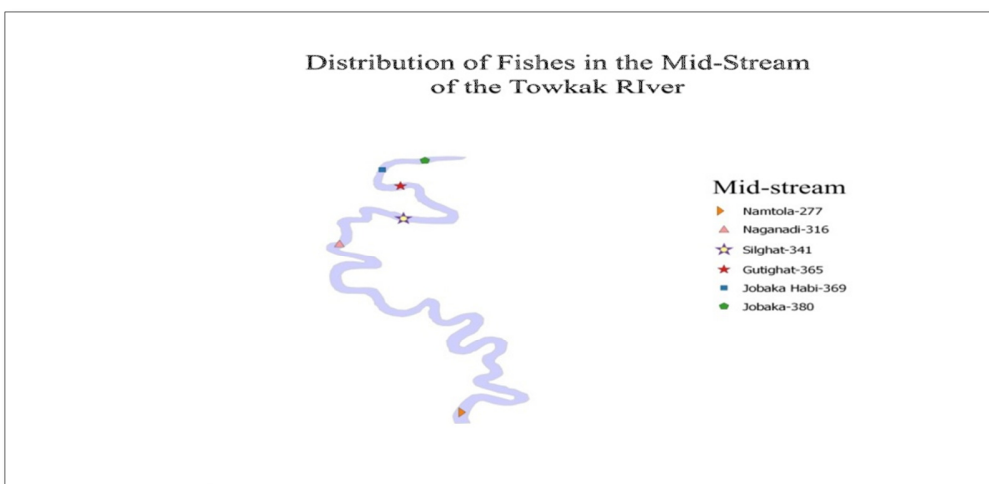 Distribution of Fishes in the Mid-Stream
of the Towkak RIver
Mid-stream
Namtola-277
Naganadi-316
Silghat-341
Gutighat-365
Jobaka Habi-369
Jobaka-380